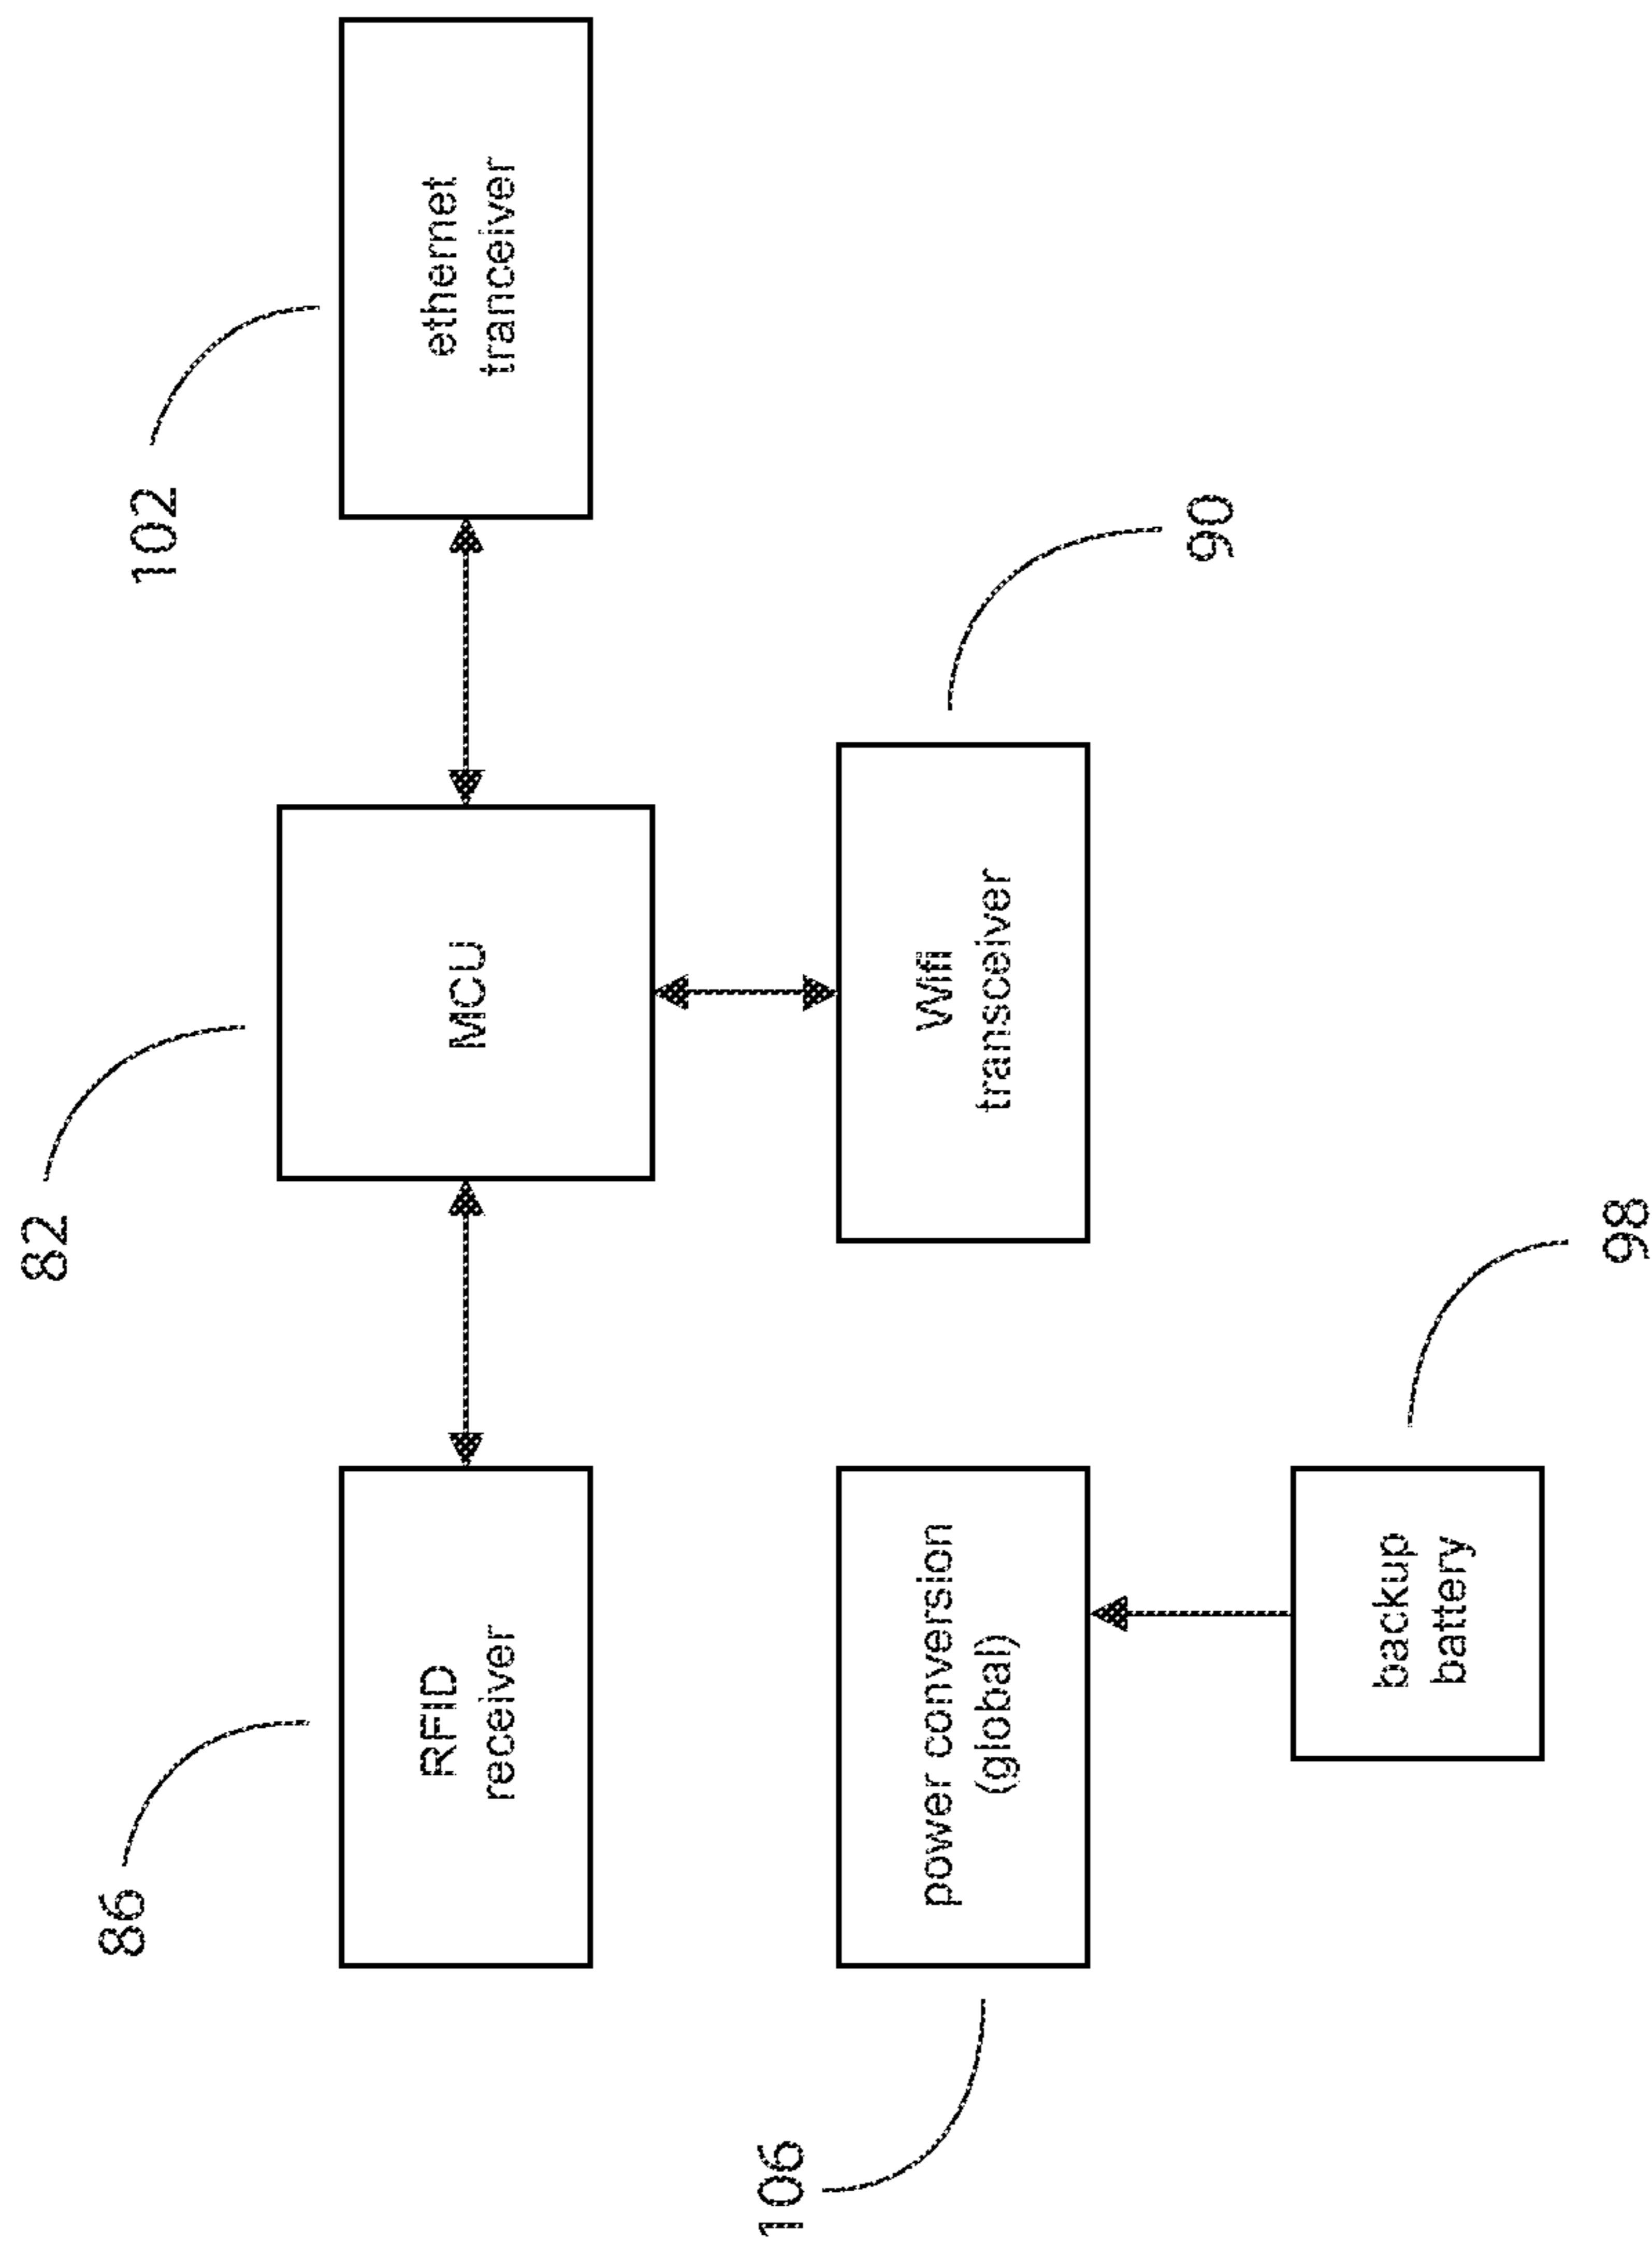 86
RFID
receiver
82
MCU
102
ethernet
tranceiver
106
power conversion
(global)
Wifi
transceiver
90
backup
battery
98